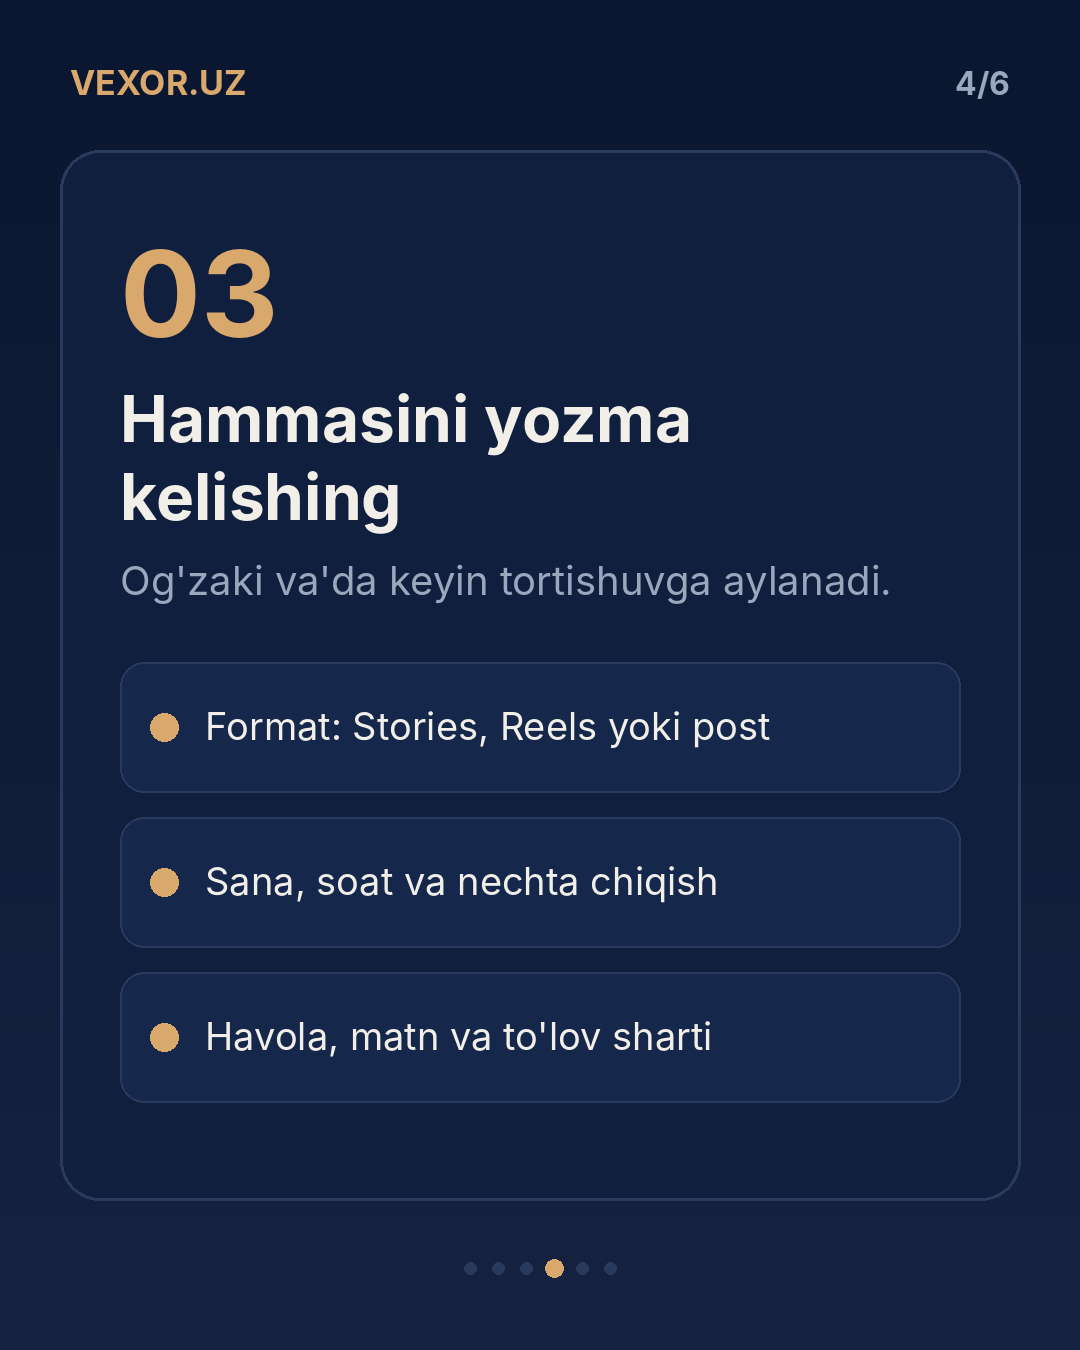 VEXOR.UZ
4/6
03
Hammasini yozma
kelishing
Og'zaki va'da keyin tortishuvga aylanadi.
Format: Stories, Reels yoki post
Sana, soat va nechta chiqish
Havola, matn va to'lov sharti